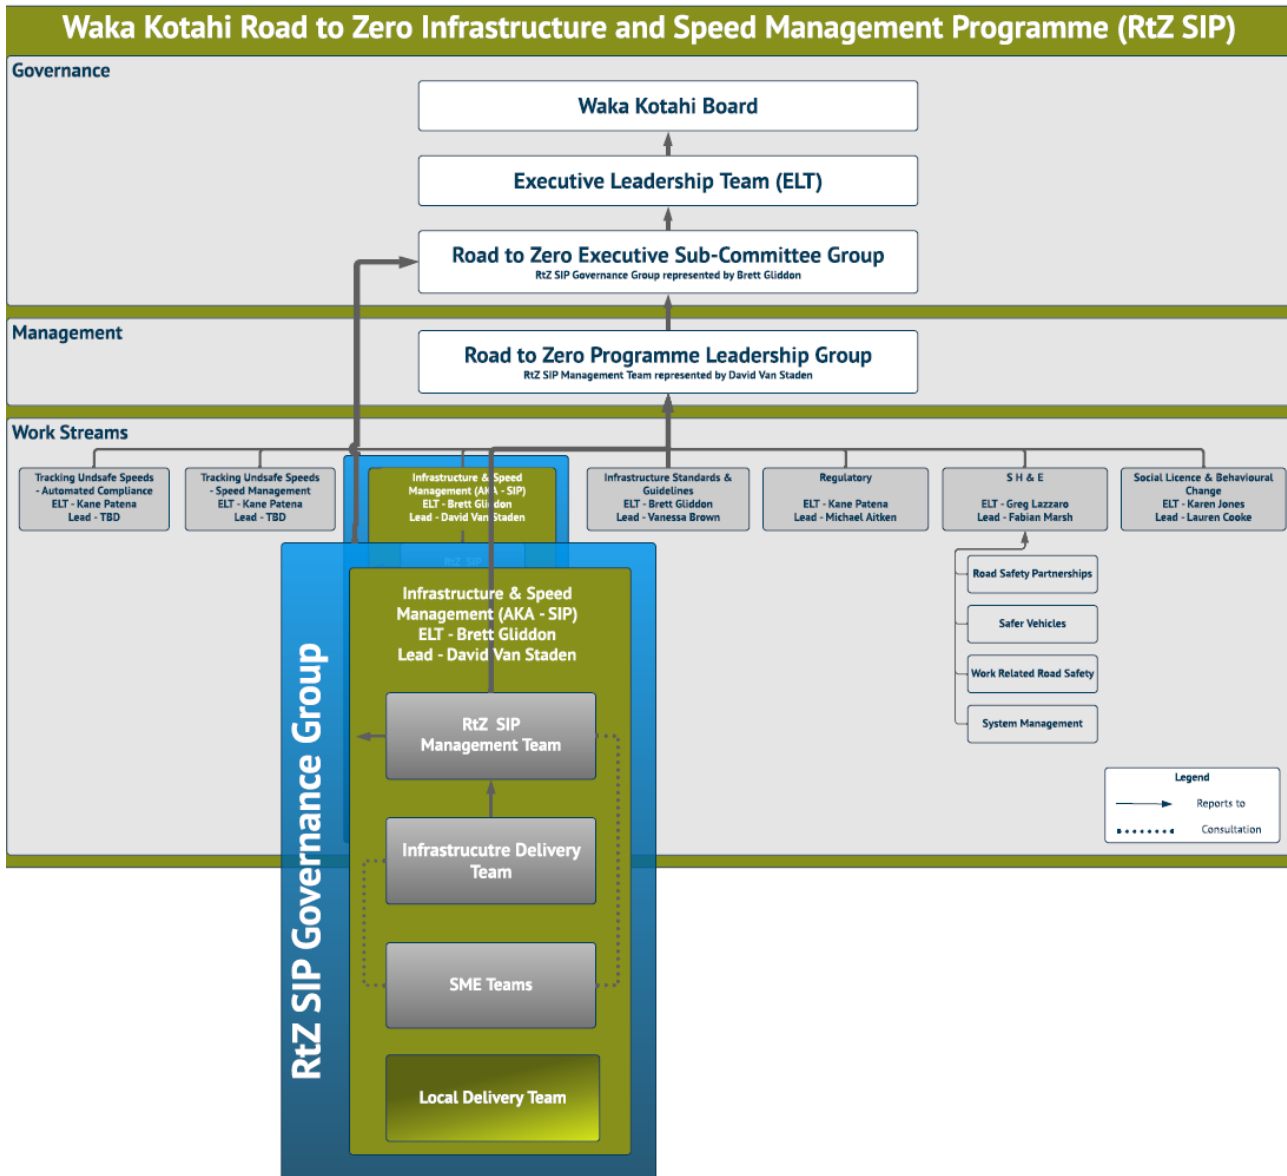 Waka Kotahi Road to Zero Infrastructure and Speed Management Programme (RtZ SIP)
Governance
Waka Kotahi Board
Executive Leadership Team (ELT)
Road to Zero Executive Sub-Committee Group
RtZ SIP Governance Group represented by Brett Gliddon
Management
Road to Zero Programme Leadership Group
RtZ SIP Management Team represented by David Van Staden
Work Streams
Tracking Undsafe Speeds
- Automated Compliance
ELT - Kane Patena
Lead - TBD
Tracking Undsafe Speeds
- Speed Management
ELT - Kane Patena
Lead - TBD
Infrastructure & Speed
Management (AKA - SIP)
ELT - Brett Gliddon
Lead - David Van Staden
RtZ SIP
Infrastructure Standards &
Guidelines
ELT - Brett Gliddon
Lead - Vanessa Brown
Regulatory
ELT - Kane Patena
Lead - Michael Aitken
S H & E
ELT - Greg Lazzaro
Lead - Fabian Marsh
Social Licence & Behavioural
Change
ELT - Karen Jones
Lead - Lauren Cooke
Road Safety Partnerships
Safer Vehicles
Work Related Road Safety
System Management
RtZ SIP Governance Group
Infrastructure & Speed
Management (AKA - SIP)
ELT - Brett Gliddon
Lead - David Van Staden
RtZ SIP
Management Team
Infrastrucutre Delivery
Team
SME Teams
Local Delivery Team
Legend
Reports to
Consultation